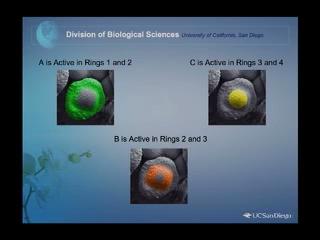 Division of Biological Sciences University of California, San Diego
A is Active in Rings 1 and 2
C is Active in Rings 3 and 4
B is Active in Rings 2 and 3
UCSanDiego